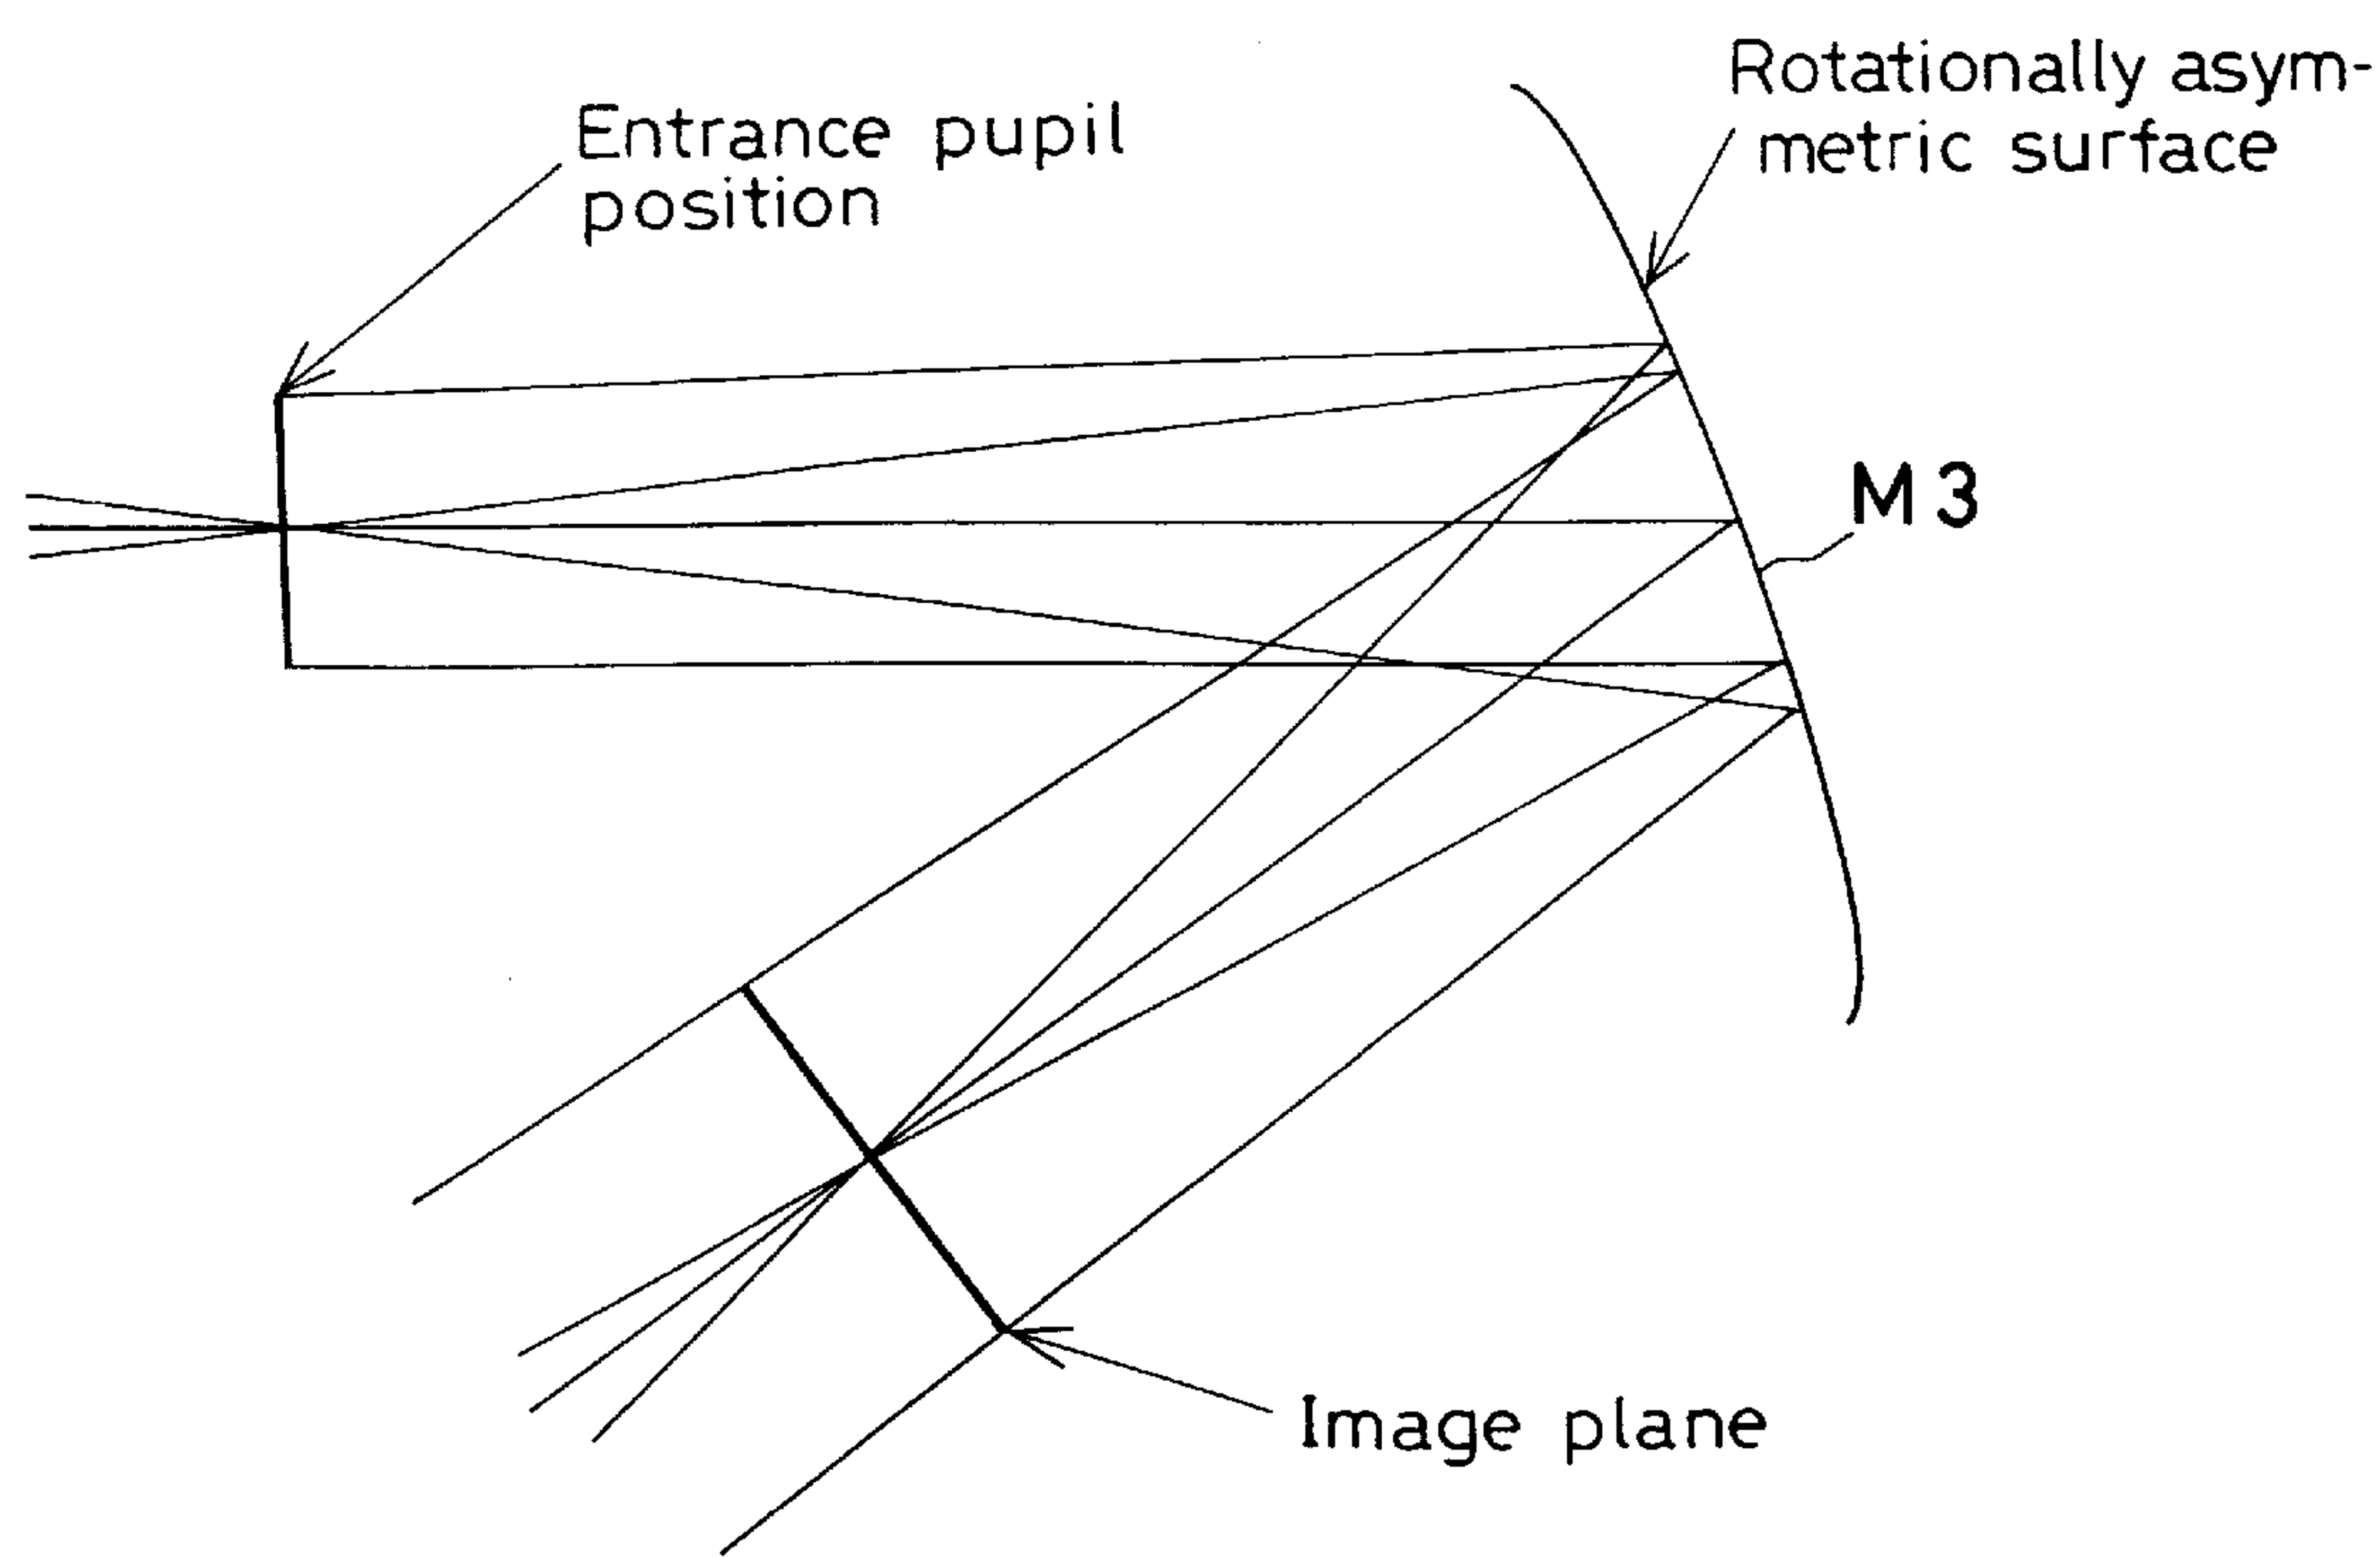 Entrance pupil
position
Rotationally asym-
metric surface
M3
Image plane